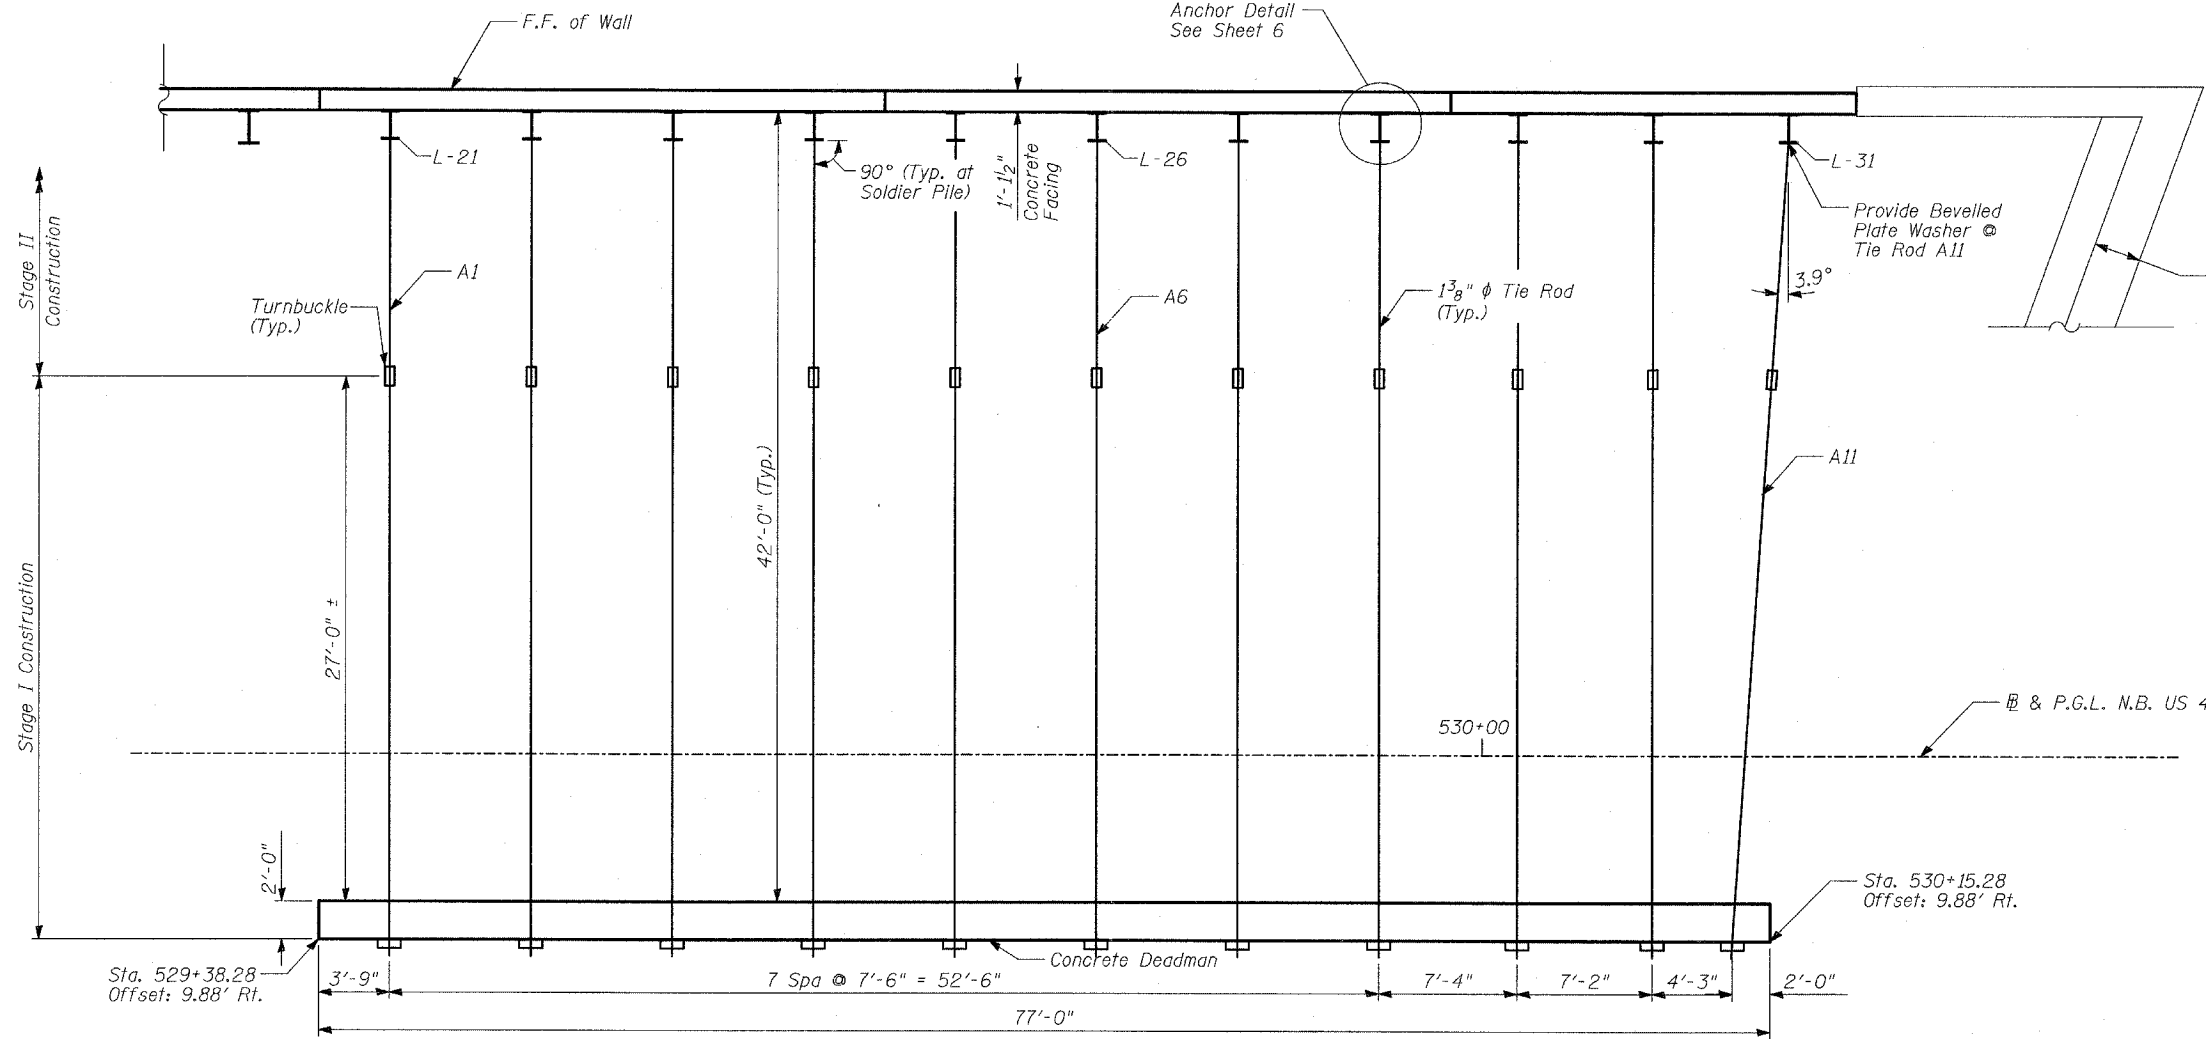 F.F. of Wall
Anchor Detail
See Sheet 6
L-21
90° (Typ. at
Soldier Pile)
1'-1½"
Concrete
Facing
L-26
L-31
Provide Bevelled
Plate Washer @
Tie Rod A11
3.9°
Stage II
Construction
A1
Turnbuckle
(Typ.)
A6
1⅜" ϕ Tie Rod
(Typ.)
A11
42'-0" (Typ.)
27'-0" ±
Stage I Construction
530+00
& P.G.L. N.B. US 4
2'-0"
Sta. 530+15.28
Offset: 9.88' Rt.
Sta. 529+38.28
Offset: 9.88' Rt.
Concrete Deadman
3'-9"
7 Spa @ 7'-6" = 52'-6"
7'-4"
7'-2"
4'-3"
2'-0"
77'-0"